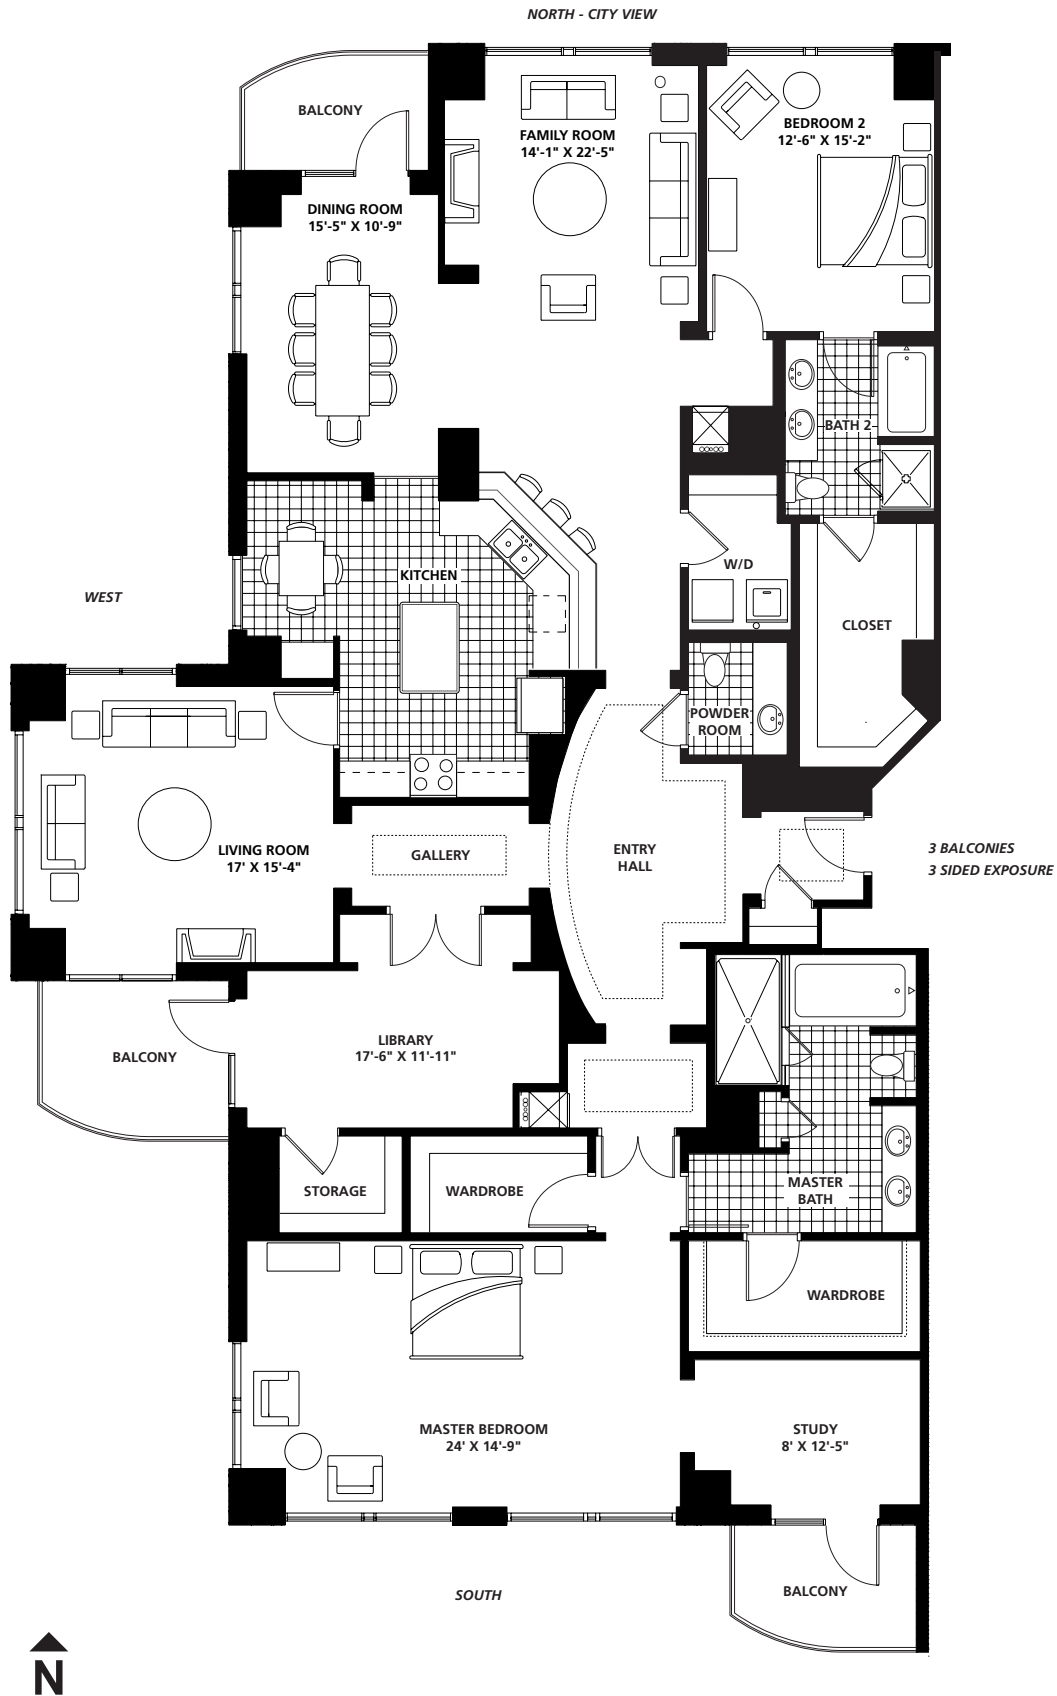 NORTH - CITY VIEW
BALCONY
FAMILY ROOM
14'-1" X 22'-5"
BEDROOM 2
12'-6" X 15'-2"
DINING ROOM
15'-5" X 10'-9"
BATH 2
KITCHEN
W/D
WEST
CLOSET
POWDER
ROOM
LIVING ROOM
17' X 15'-4"
GALLERY
ENTRY
HALL
3 BALCONIES
3 SIDED EXPOSURE
BALCONY
LIBRARY
17'-6" X 11'-11"
STORAGE
WARDROBE
MASTER
BATH
WARDROBE
MASTER BEDROOM
24' X 14'-9"
STUDY
8' X 12'-5"
SOUTH
BALCONY
N